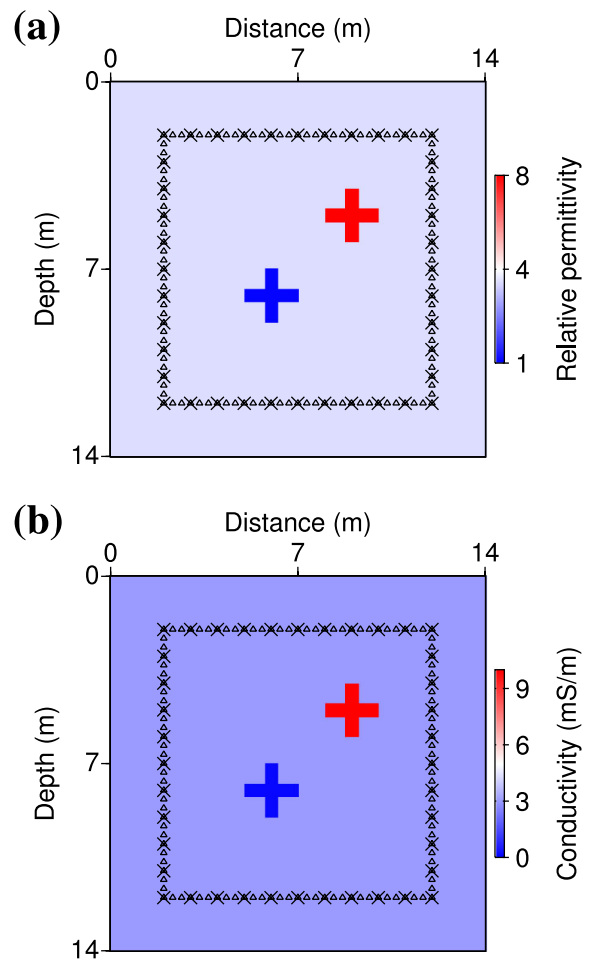 (a)
Distance (m)
0 7 14
0
7
14
Depth (m)
8
4
1
Relative permittivity
(b)
Distance (m)
0 7 14
0
7
14
Depth (m)
9
6
3
0
Conductivity (mS/m)